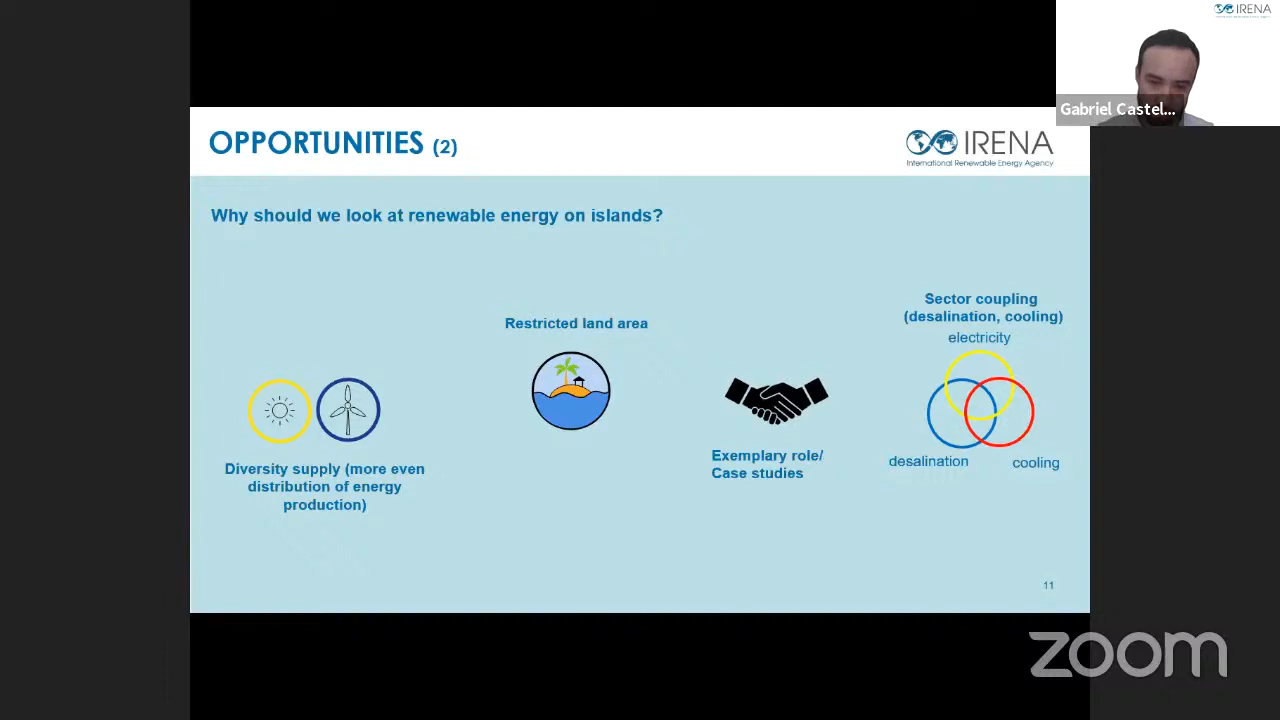 IRENA
Gabriel Castel...
OPPORTUNITIES (2)
IRENA
International Renewable Energy Agency
Why should we look at renewable energy on islands?
Sector coupling
(desalination, cooling)
electricity
Restricted land area
Exemplary role/
Case studies
desalination
cooling
Diversity supply (more even
distribution of energy
production)
11
zoom